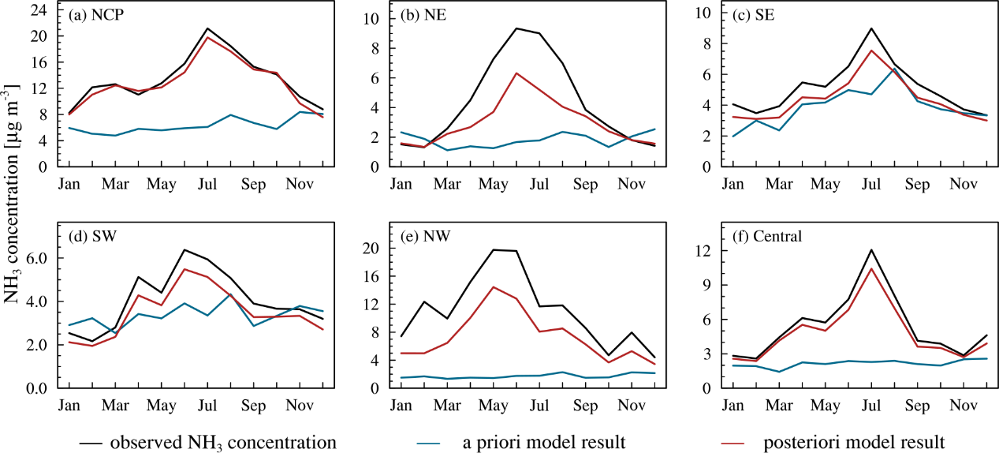 NH3 concentration [μg m-3]
(a) NCP
24
20
16
12
8
4
0
Jan Mar May Jul Sep Nov
(b) NE
10
8
6
4
2
0
Jan Mar May Jul Sep Nov
(c) SE
10
8
6
4
2
0
Jan Mar May Jul Sep Nov
(d) SW
6.0
4.0
2.0
0.0
Jan Mar May Jul Sep Nov
(e) NW
20
16
12
8
4
0
Jan Mar May Jul Sep Nov
(f) Central
12
9
6
3
0
Jan Mar May Jul Sep Nov
observed NH3 concentration a priori model result posteriori model result